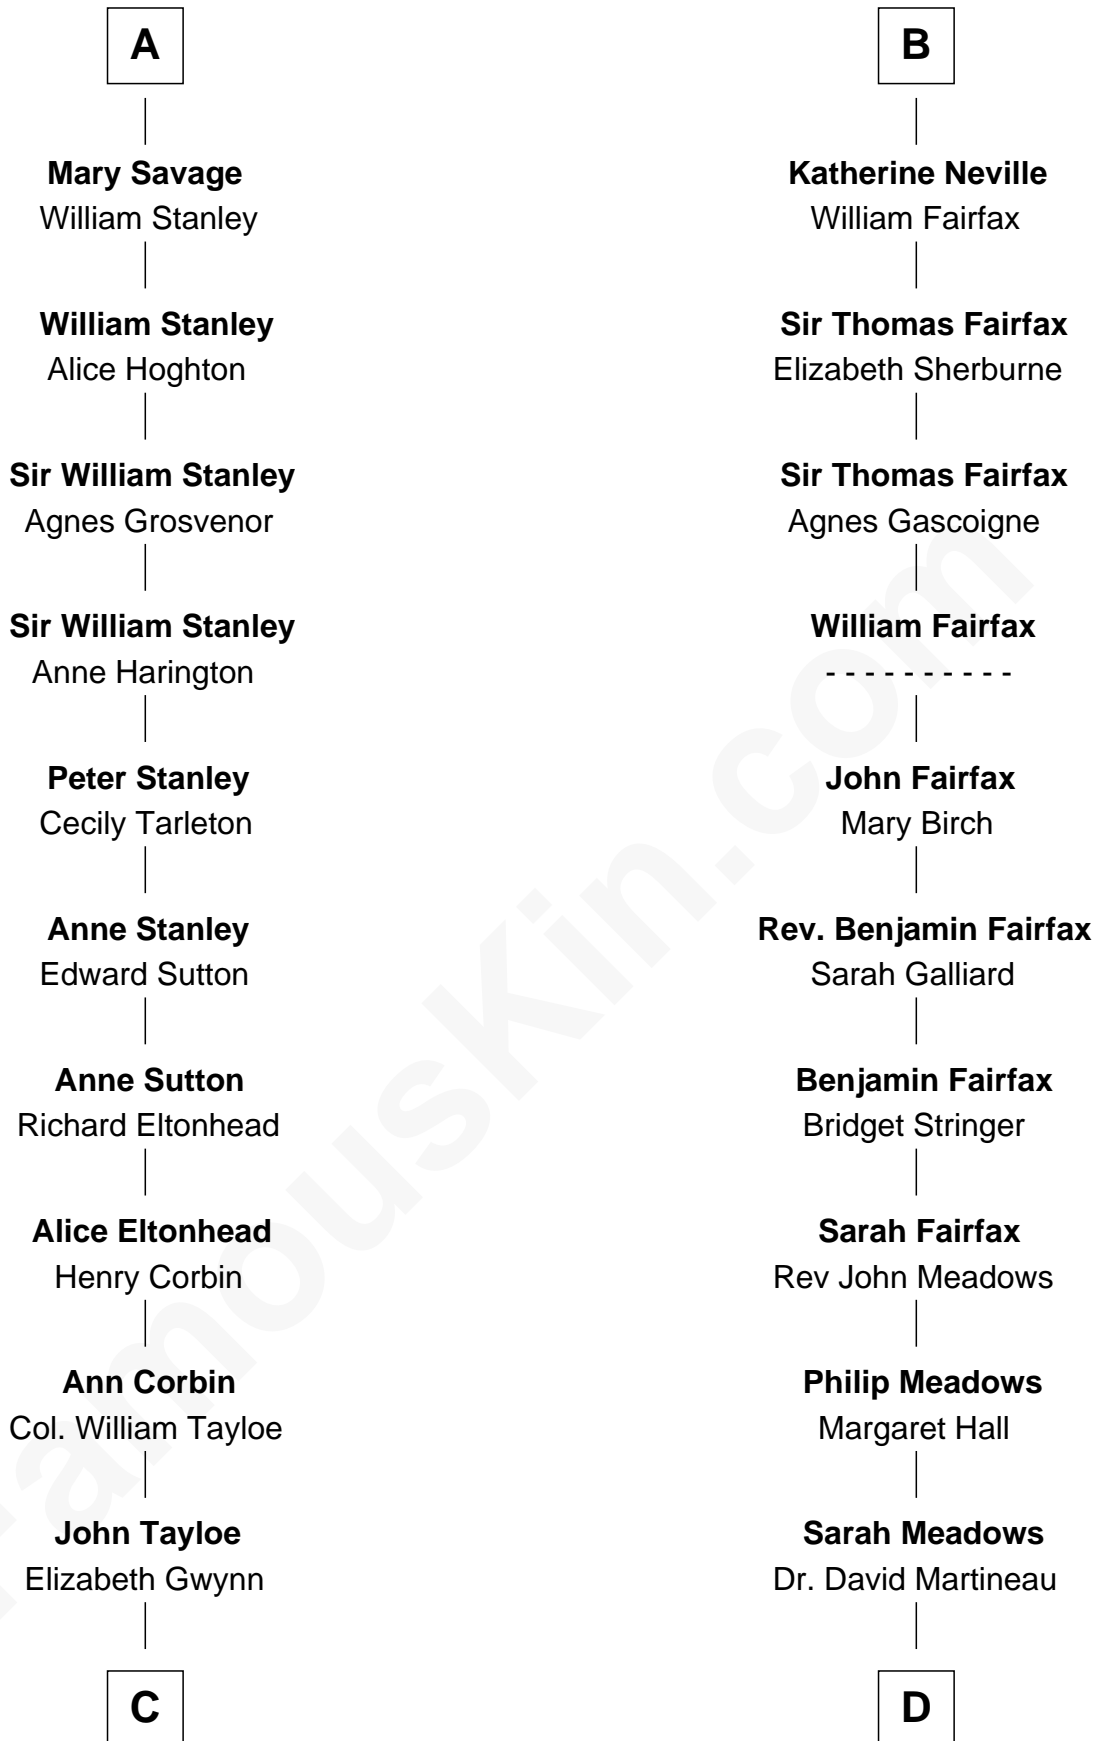 A
Mary Savage
William Stanley
William Stanley
Alice Hoghton
Sir William Stanley
Agnes Grosvenor
Sir William Stanley
Anne Harington
Peter Stanley
Cecily Tarleton
Anne Stanley
Edward Sutton
Anne Sutton
Richard Eltonhead
Alice Eltonhead
Henry Corbin
Ann Corbin
Col. William Tayloe
John Tayloe
Elizabeth Gwynn
C
B
Katherine Neville
William Fairfax
Sir Thomas Fairfax
Elizabeth Sherburne
Sir Thomas Fairfax
Agnes Gascoigne
William Fairfax
- - - - - - - - - -
John Fairfax
Mary Birch
Rev. Benjamin Fairfax
Sarah Galliard
Benjamin Fairfax
Bridget Stringer
Sarah Fairfax
Rev John Meadows
Philip Meadows
Margaret Hall
Sarah Meadows
Dr. David Martineau
D
FamousKin.com